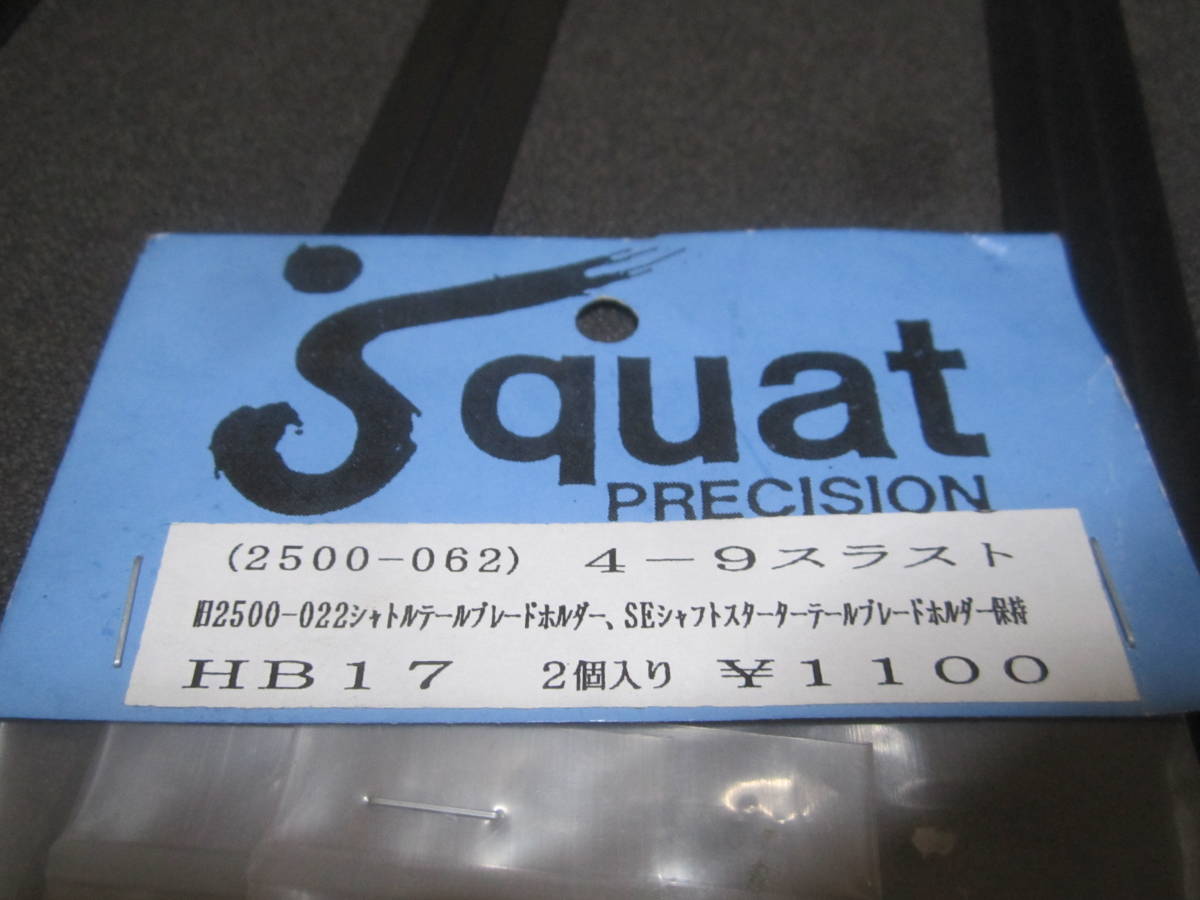 Squat
PRECISION
(2500-062) 4-9スラスト
旧2500-022シャトルテールブレードホルダー、SEシャフトスターターテールブレードホルダー保持
HB17 2個入り ¥1100